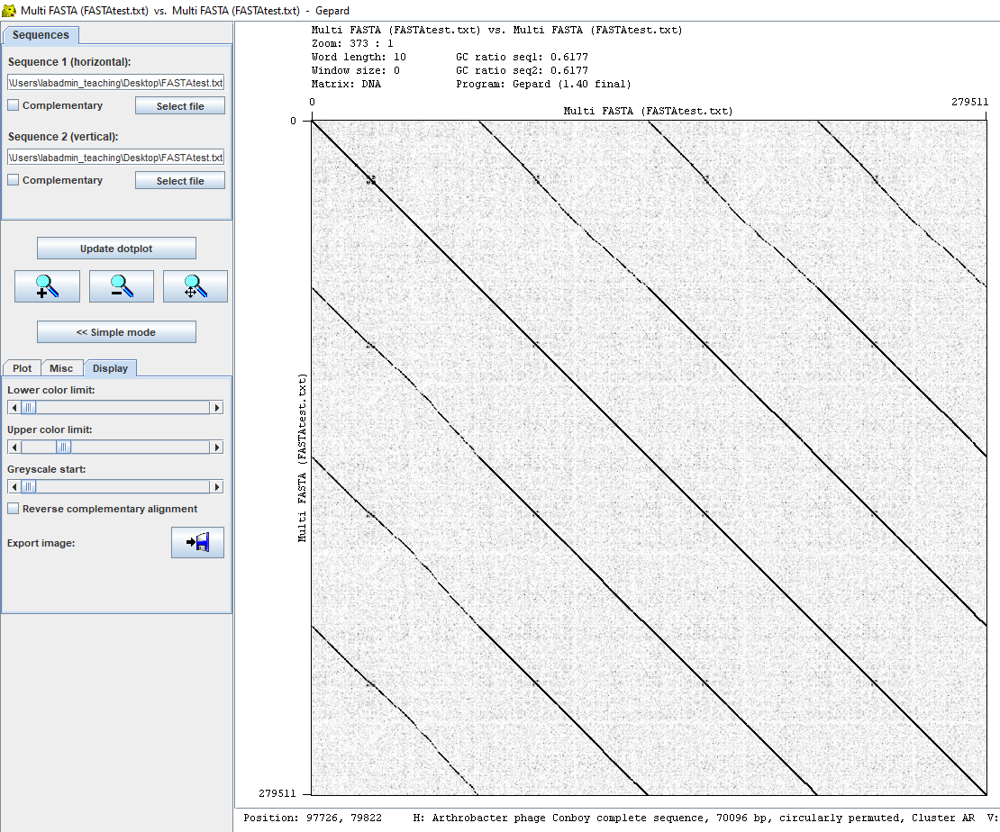 Multi FASTA (FASTAtest.txt)  vs.  Multi FASTA (FASTAtest.txt)  -  Gepard
Sequences
Sequence 1 (horizontal):
\Users\labadmin_teaching\Desktop\FASTAtest.txt
Complementary
Select file
Sequence 2 (vertical):
\Users\labadmin_teaching\Desktop\FASTAtest.txt
Complementary
Select file
Update dotplot
<< Simple mode
Plot Misc Display
Lower color limit:
Upper color limit:
Greyscale start:
Reverse complementary alignment
Export image:
Multi FASTA (FASTAtest.txt) vs. Multi FASTA (FASTAtest.txt)
Zoom: 373 : 1
Word length: 10 GC ratio seq1: 0.6177
Window size: 0 GC ratio seq2: 0.6177
Matrix: DNA Program: Gepard (1.40 final)
0 279511
Multi FASTA (FASTAtest.txt)
0
Multi FASTA (FASTAtest.txt)
279511
Position: 97726, 79822 H: Arthrobacter phage Conboy complete sequence, 70096 bp, circularly permuted, Cluster AR V: